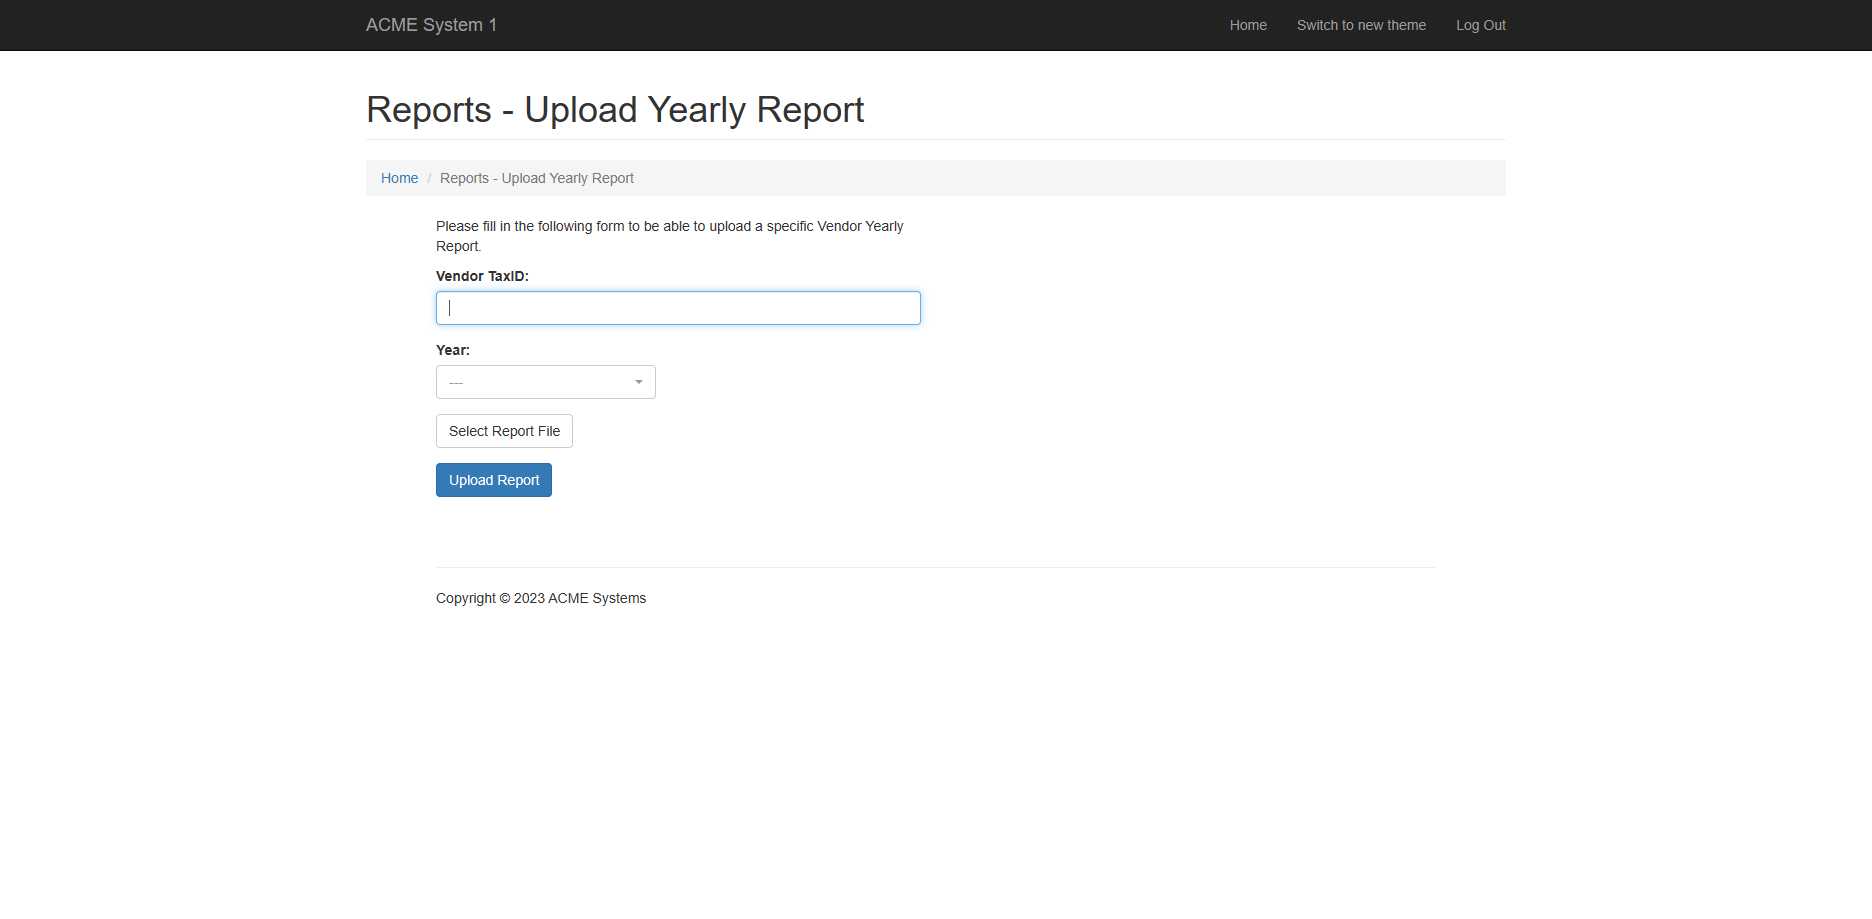 ACME System 1
Home
Switch to new theme
Log Out
Reports - Upload Yearly Report
Home / Reports - Upload Yearly Report
Please fill in the following form to be able to upload a specific Vendor Yearly
Report.
Vendor TaxID:
Year:
---
Select Report File
Upload Report
Copyright © 2023 ACME Systems